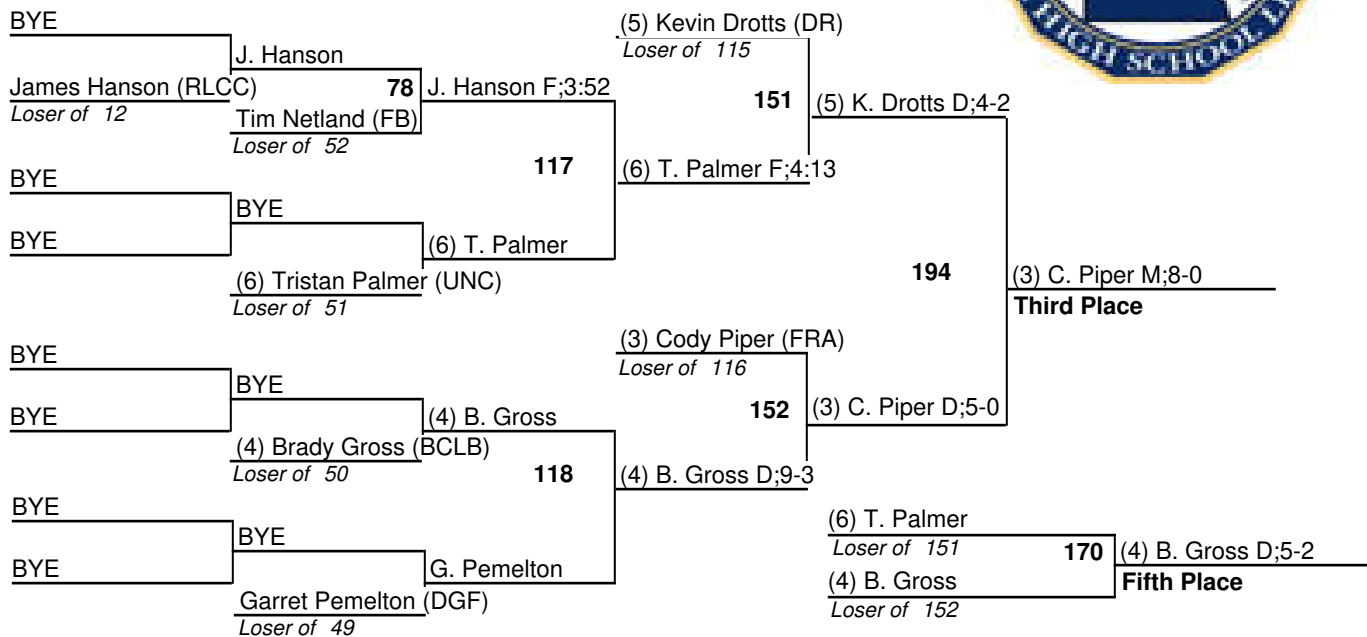 BYE
J. Hanson
James Hanson (RLCC)
Loser of 12
78
Tim Netland (FB)
Loser of 52
J. Hanson F;3:52
BYE
BYE
BYE
(6) Tristan Palmer (UNC)
Loser of 51
(6) T. Palmer
117
(5) Kevin Drotts (DR)
Loser of 115
151
(6) T. Palmer F;4:13
(5) K. Drotts D;4-2
BYE
BYE
BYE
(4) Brady Gross (BCLB)
Loser of 50
(4) B. Gross
118
BYE
BYE
BYE
Garret Pemelton (DGF)
Loser of 49
G. Pemelton
(3) Cody Piper (FRA)
Loser of 116
152
(4) B. Gross D;9-3
(3) C. Piper D;5-0
194
(3) C. Piper M;8-0
Third Place
(6) T. Palmer
Loser of 151
170
(4) B. Gross
Loser of 152
(4) B. Gross D;5-2
Fifth Place
HIGH SCHOOL